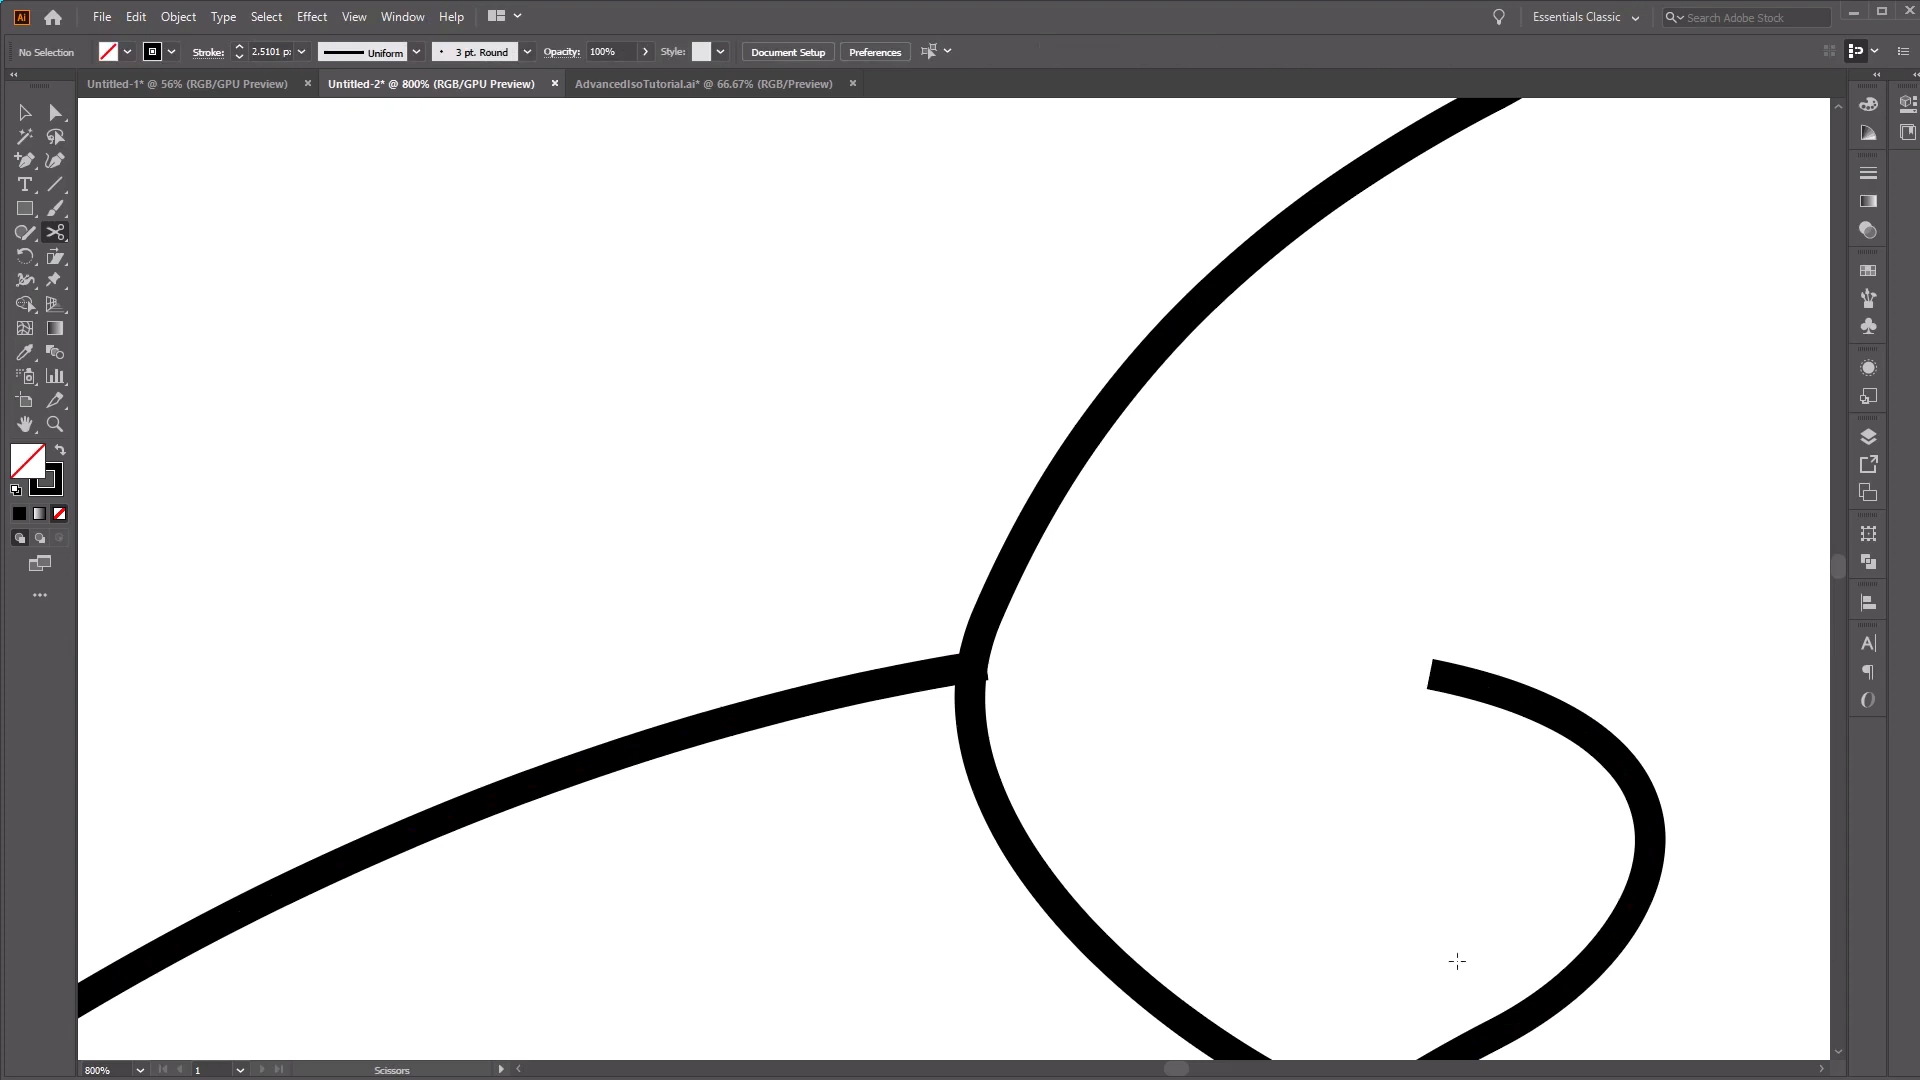 Ai File Edit Object Type Select Effect View Window Help Essentials Classic Search Adobe Stock
No Selection Stroke: 2.5101 p Uniform 3 pt. Round Opacity: 100% Style: Document Setup Preferences
Untitled-1* @ 56% (RGB/GPU Preview) × Untitled-2* @ 800% (RGB/GPU Preview) × AdvancedIsoTutorial.ai* @ 66.67% (RGB/Preview) ×
800% 1 Scissors